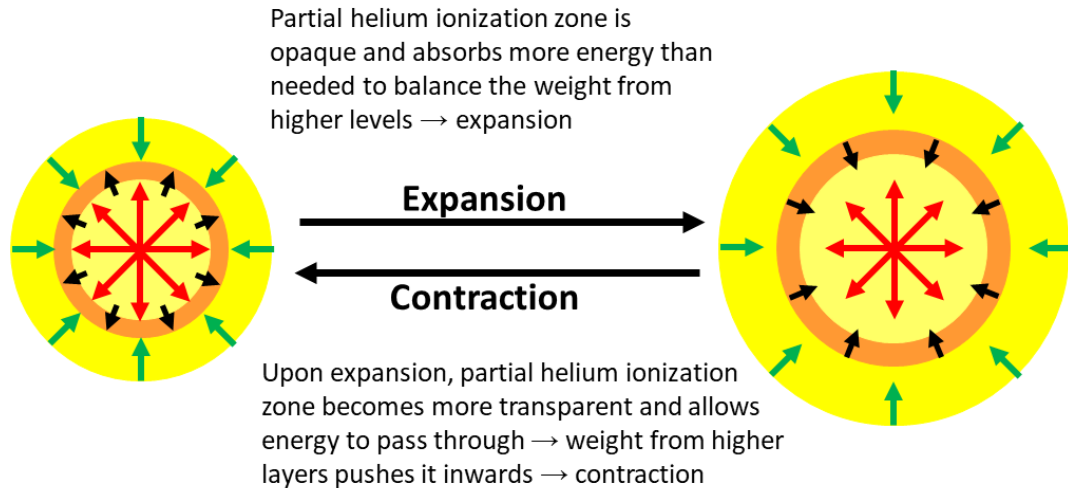 Partial helium ionization zone is
opaque and absorbs more energy than
needed to balance the weight from
higher levels → expansion
Expansion
Contraction
Upon expansion, partial helium ionization
zone becomes more transparent and allows
energy to pass through → weight from higher
layers pushes it inwards → contraction